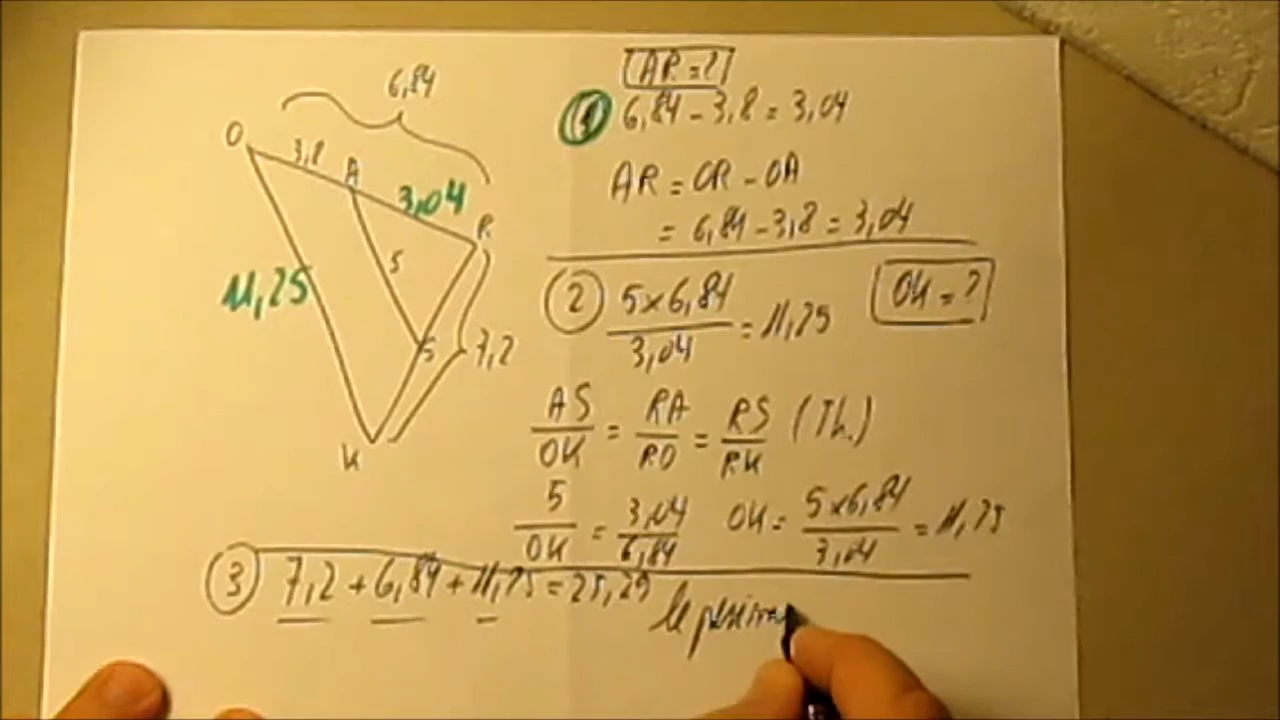 6,84
O
3,8
A
3,04
R
5
11,25
S
7,2
K
AR = ?
1 6,84 - 3,8 = 3,04
AR = OR - OA
= 6,84 - 3,8 = 3,04
2 5 x 6,84 / 3,04 = 11,25
OK = ?
AS / OK = RA / RO = RS / RK (Th.)
5 / OK = 3,04 / 6,84 OK = 5 x 6,84 / 3,04 = 11,25
3 7,2 + 6,84 + 11,25 = 25,29
le périm